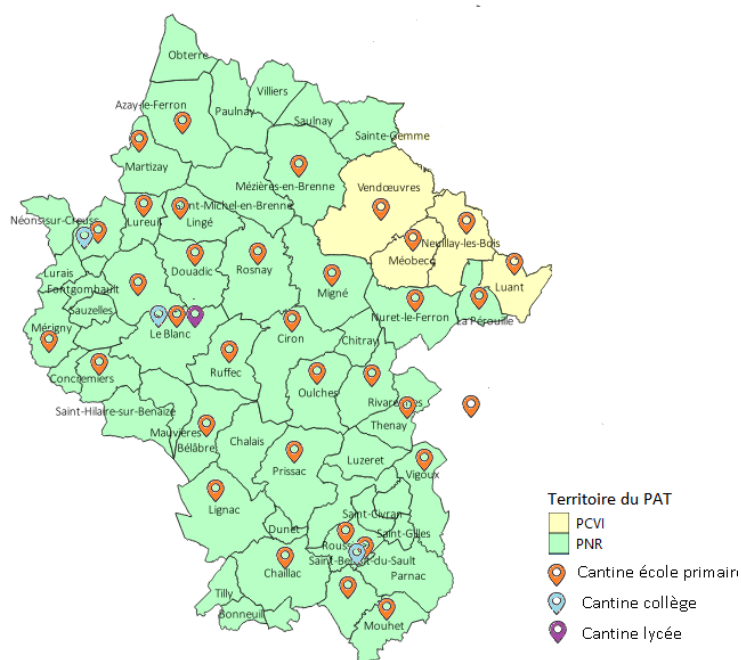 Obterre
Villiers
Azay-le-Ferron
Paulnay
Saulnay
Sainte-Gemme
Martizay
Mézières-en-Brenne
Vendœuvres
Saint-Michel-en-Brenne
Néons-sur-Creuse
Lureuil
Lingé
Neuillay-les-Bois
Méobecq
Douadic
Rosnay
Lurais
Migné
Luant
Fontgombault
Sauzelles
Nuret-le-Ferron
La Pérouille
Mérigny
Le Blanc
Ciron
Chitray
Ruffec
Concremiers
Oulches
Rivarennes
Saint-Hilaire-sur-Benaize
Thenay
Mauvières
Chalais
Bélâbre
Luzeret
Prissac
Vigoux
Lignac
Saint-Civran
Dunet
Saint-Gilles
Saint-Benoît-du-Sault
Chaillac
Parnac
Tilly
Bonneuil
Mouhet
Territoire du PAT
PCVI
PNR
Cantine école primaire
Cantine collège
Cantine lycée